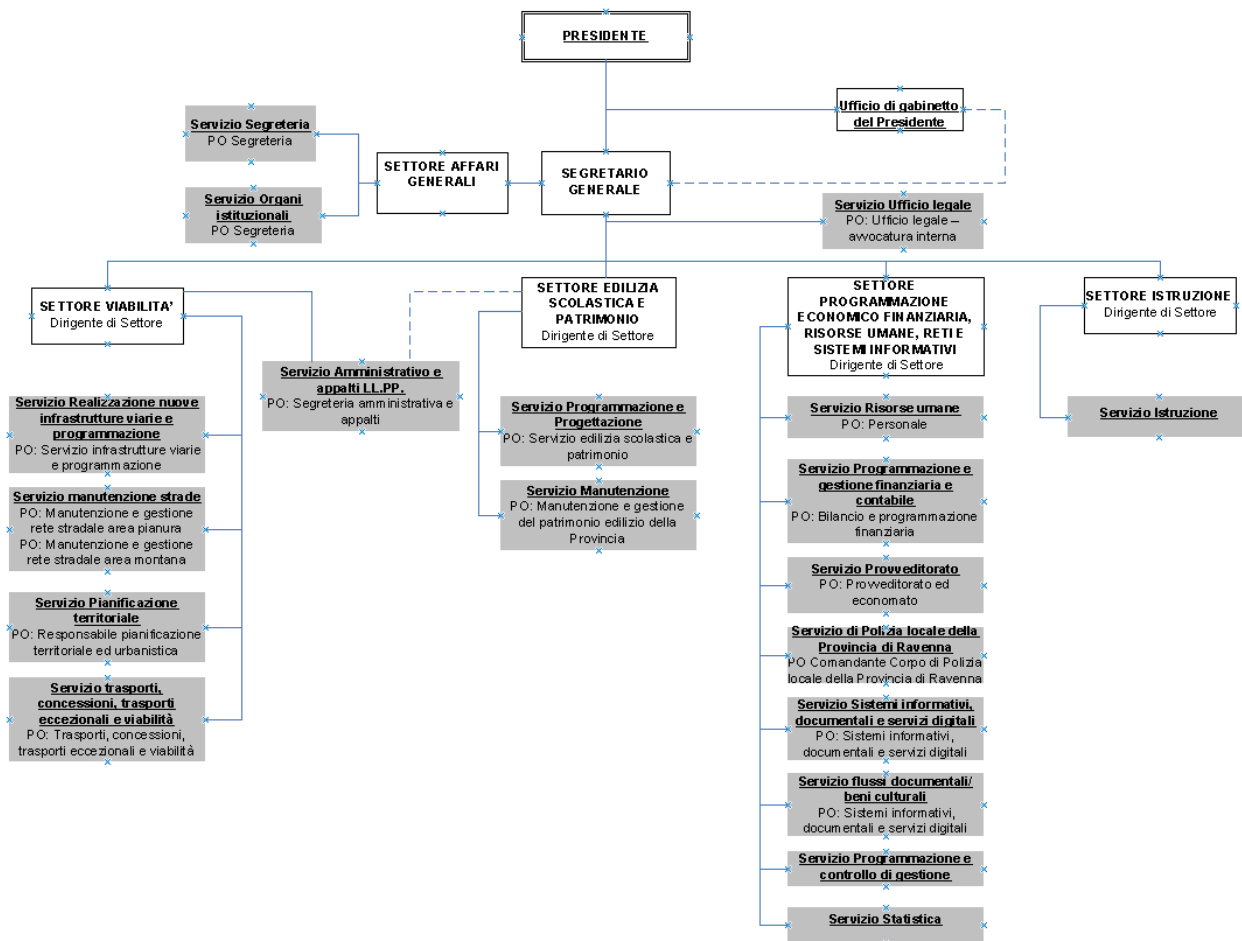 PRESIDENTE
Ufficio di gabinetto
del Presidente
Servizio Segreteria
PO Segreteria
SETTORE AFFARI
GENERALI
SEGRETARIO
GENERALE
Servizio Organi
istituzionali
PO Segreteria
Servizio Ufficio legale
PO: Ufficio legale –
avvocatura interna
SETTORE VIABILITA'
Dirigente di Settore
SETTORE EDILIZIA
SCOLASTICA E
PATRIMONIO
Dirigente di Settore
SETTORE
PROGRAMMAZIONE
ECONOMICO FINANZIARIA,
RISORSE UMANE, RETI E
SISTEMI INFORMATIVI
Dirigente di Settore
SETTORE ISTRUZIONE
Dirigente di Settore
Servizio Amministrativo e
appalti LL.PP.
PO: Segreteria amministrativa e
appalti
Servizio Realizzazione nuove
infrastrutture viarie e
programmazione
PO: Servizio infrastrutture viarie
e programmazione
Servizio manutenzione strade
PO: Manutenzione e gestione
rete stradale area pianura
PO: Manutenzione e gestione
rete stradale area montana
Servizio Pianificazione
territoriale
PO: Responsabile pianificazione
territoriale ed urbanistica
Servizio trasporti,
concessioni, trasporti
eccezionali e viabilità
PO: Trasporti, concessioni,
trasporti eccezionali e viabilità
Servizio Programmazione e
Progettazione
PO: Servizio edilizia scolastica e
patrimonio
Servizio Manutenzione
PO: Manutenzione e gestione
del patrimonio edilizio della
Provincia
Servizio Risorse umane
PO: Personale
Servizio Programmazione e
gestione finanziaria e
contabile
PO: Bilancio e programmazione
finanziaria
Servizio Provveditorato
PO: Provveditorato ed
economato
Servizio di Polizia locale della
Provincia di Ravenna
PO Comandante Corpo di Polizia
locale della Provincia di Ravenna
Servizio Sistemi informativi,
documentali e servizi digitali
PO: Sistemi informativi,
documentali e servizi digitali
Servizio flussi documentali/
beni culturali
PO: Sistemi informativi,
documentali e servizi digitali
Servizio Programmazione e
controllo di gestione
Servizio Statistica
Servizio Istruzione